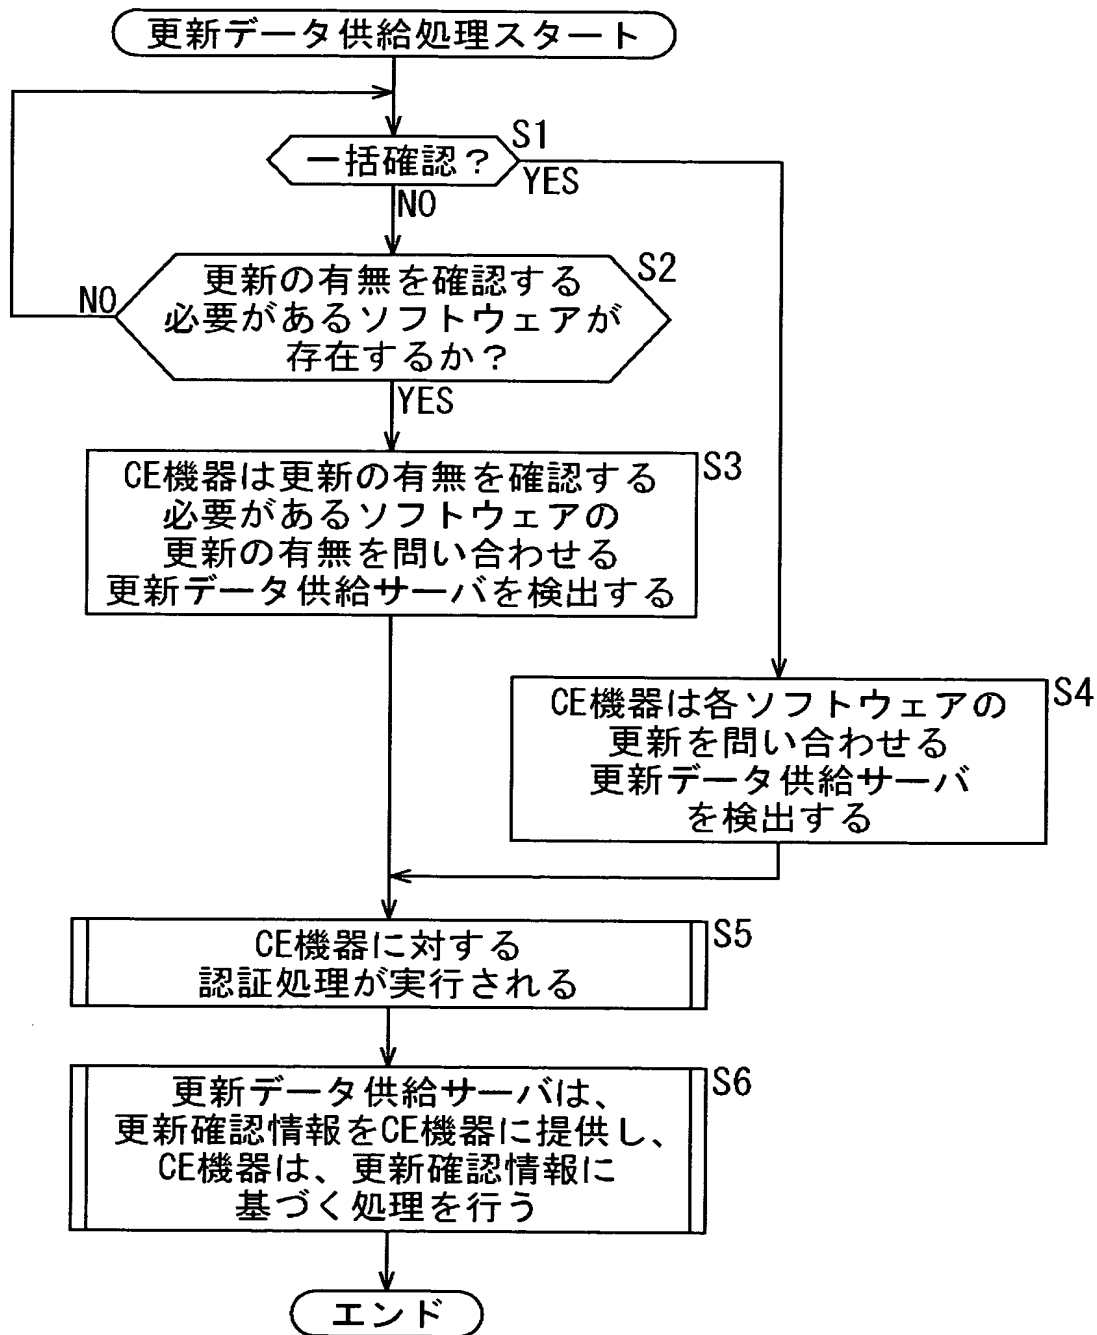 更新データ供給処理スタート
S1
一括確認？
YES
NO
S2
更新の有無を確認する
必要があるソフトウェアが
存在するか？
NO
YES
S3
CE機器は更新の有無を確認する
必要があるソフトウェアの
更新の有無を問い合わせる
更新データ供給サーバを検出する
S4
CE機器は各ソフトウェアの
更新を問い合わせる
更新データ供給サーバ
を検出する
S5
CE機器に対する
認証処理が実行される
S6
更新データ供給サーバは、
更新確認情報をCE機器に提供し、
CE機器は、更新確認情報に
基づく処理を行う
エンド